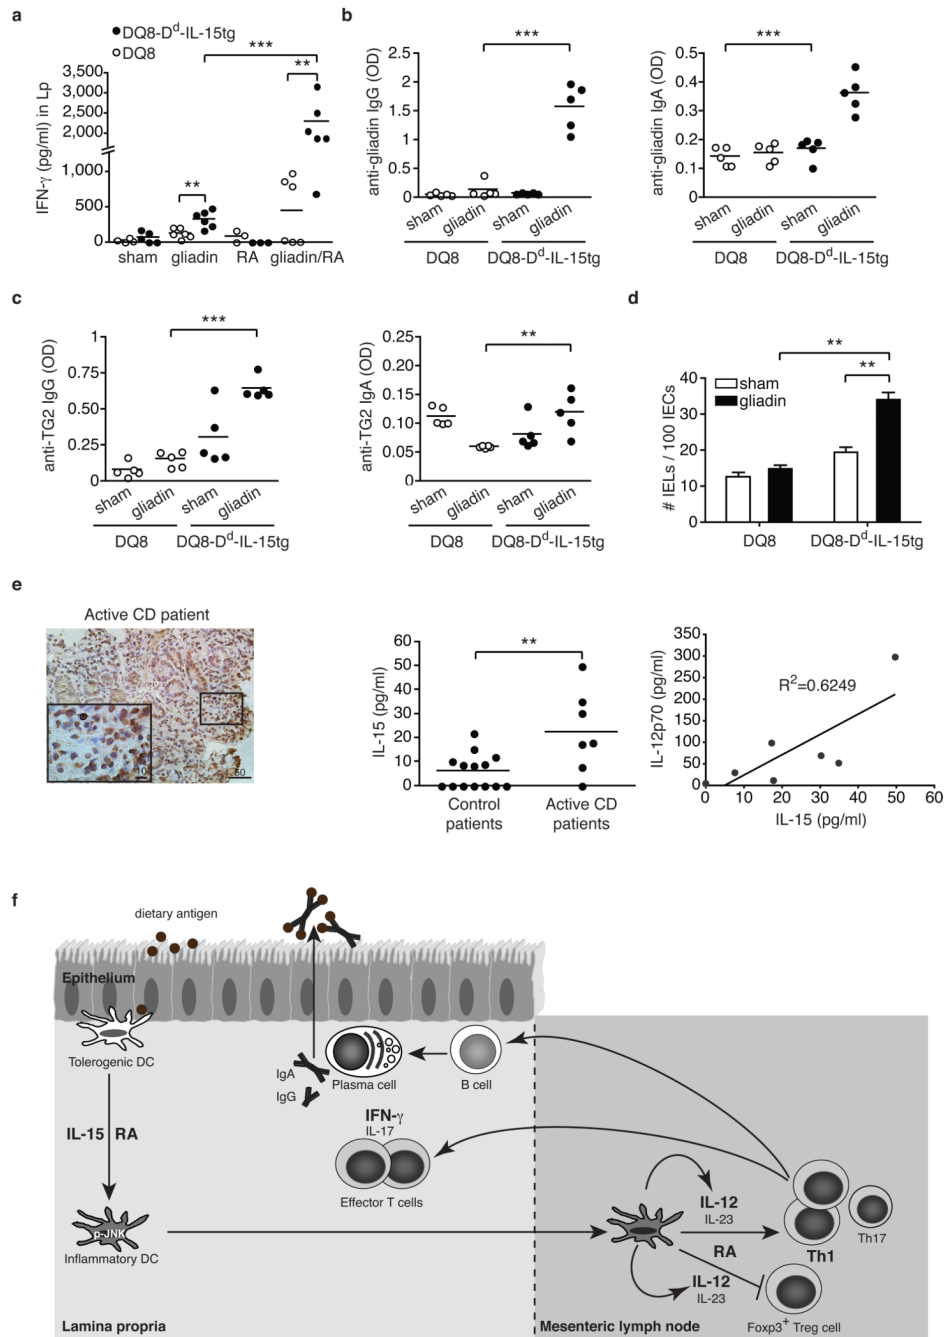 a
DQ8-Dᵈ-IL-15tg
DQ8
IFN-γ (pg/ml) in Lp
3,500
3,000
2,500
2,000
1,000
500
0
***
**
**
sham
gliadin
RA
gliadin/RA
b
anti-gliadin IgG (OD)
2.5
2
1.5
1
0.5
0
***
sham
gliadin
sham
gliadin
DQ8
DQ8-Dᵈ-IL-15tg
anti-gliadin IgA (OD)
0.5
0.4
0.3
0.2
0.1
0
***
sham
gliadin
sham
gliadin
DQ8
DQ8-Dᵈ-IL-15tg
c
anti-TG2 IgG (OD)
1
0.75
0.50
0.25
0
***
sham
gliadin
sham
gliadin
DQ8
DQ8-Dᵈ-IL-15tg
anti-TG2 IgA (OD)
0.25
0.20
0.15
0.10
0.05
0
**
sham
gliadin
sham
gliadin
DQ8
DQ8-Dᵈ-IL-15tg
d
# IELs / 100 IECs
40
30
20
10
0
sham
gliadin
**
**
DQ8
DQ8-Dᵈ-IL-15tg
e
Active CD patient
10
50
IL-15 (pg/ml)
60
50
40
30
20
10
0
**
Control
patients
Active CD
patients
IL-12p70 (pg/ml)
350
300
250
200
150
100
50
0
R²=0.6249
0
10
20
30
40
50
60
IL-15 (pg/ml)
f
dietary antigen
Epithelium
Tolerogenic DC
IL-15
RA
p-JNK
Inflammatory DC
Lamina propria
IgA
IgG
Plasma cell
B cell
IFN-γ
IL-17
Effector T cells
IL-12
IL-23
RA
IL-12
IL-23
Th1
Th17
Foxp3⁺ Treg cell
Mesenteric lymph node